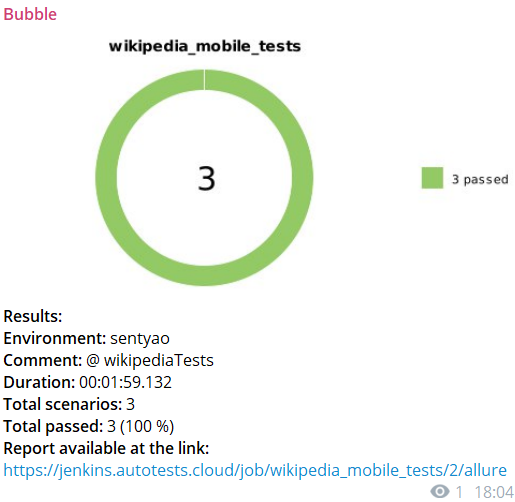 Bubble
wikipedia_mobile_tests
3
3 passed
Results:
Environment: sentyao
Comment: @ wikipediaTests
Duration: 00:01:59.132
Total scenarios: 3
Total passed: 3 (100 %)
Report available at the link:
https://jenkins.autotests.cloud/job/wikipedia_mobile_tests/2/allure
1 18:04